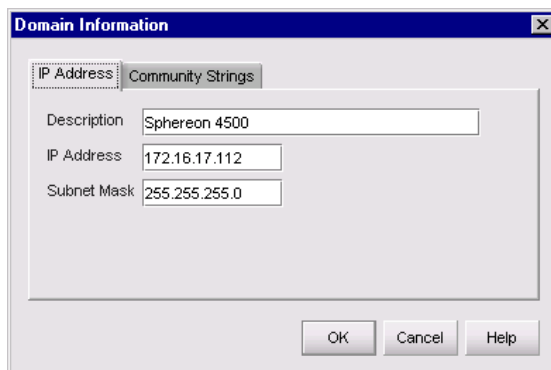 Domain Information
IP Address Community Strings
Description Sphereon 4500
IP Address 172.16.17.112
Subnet Mask 255.255.255.0
OK Cancel Help